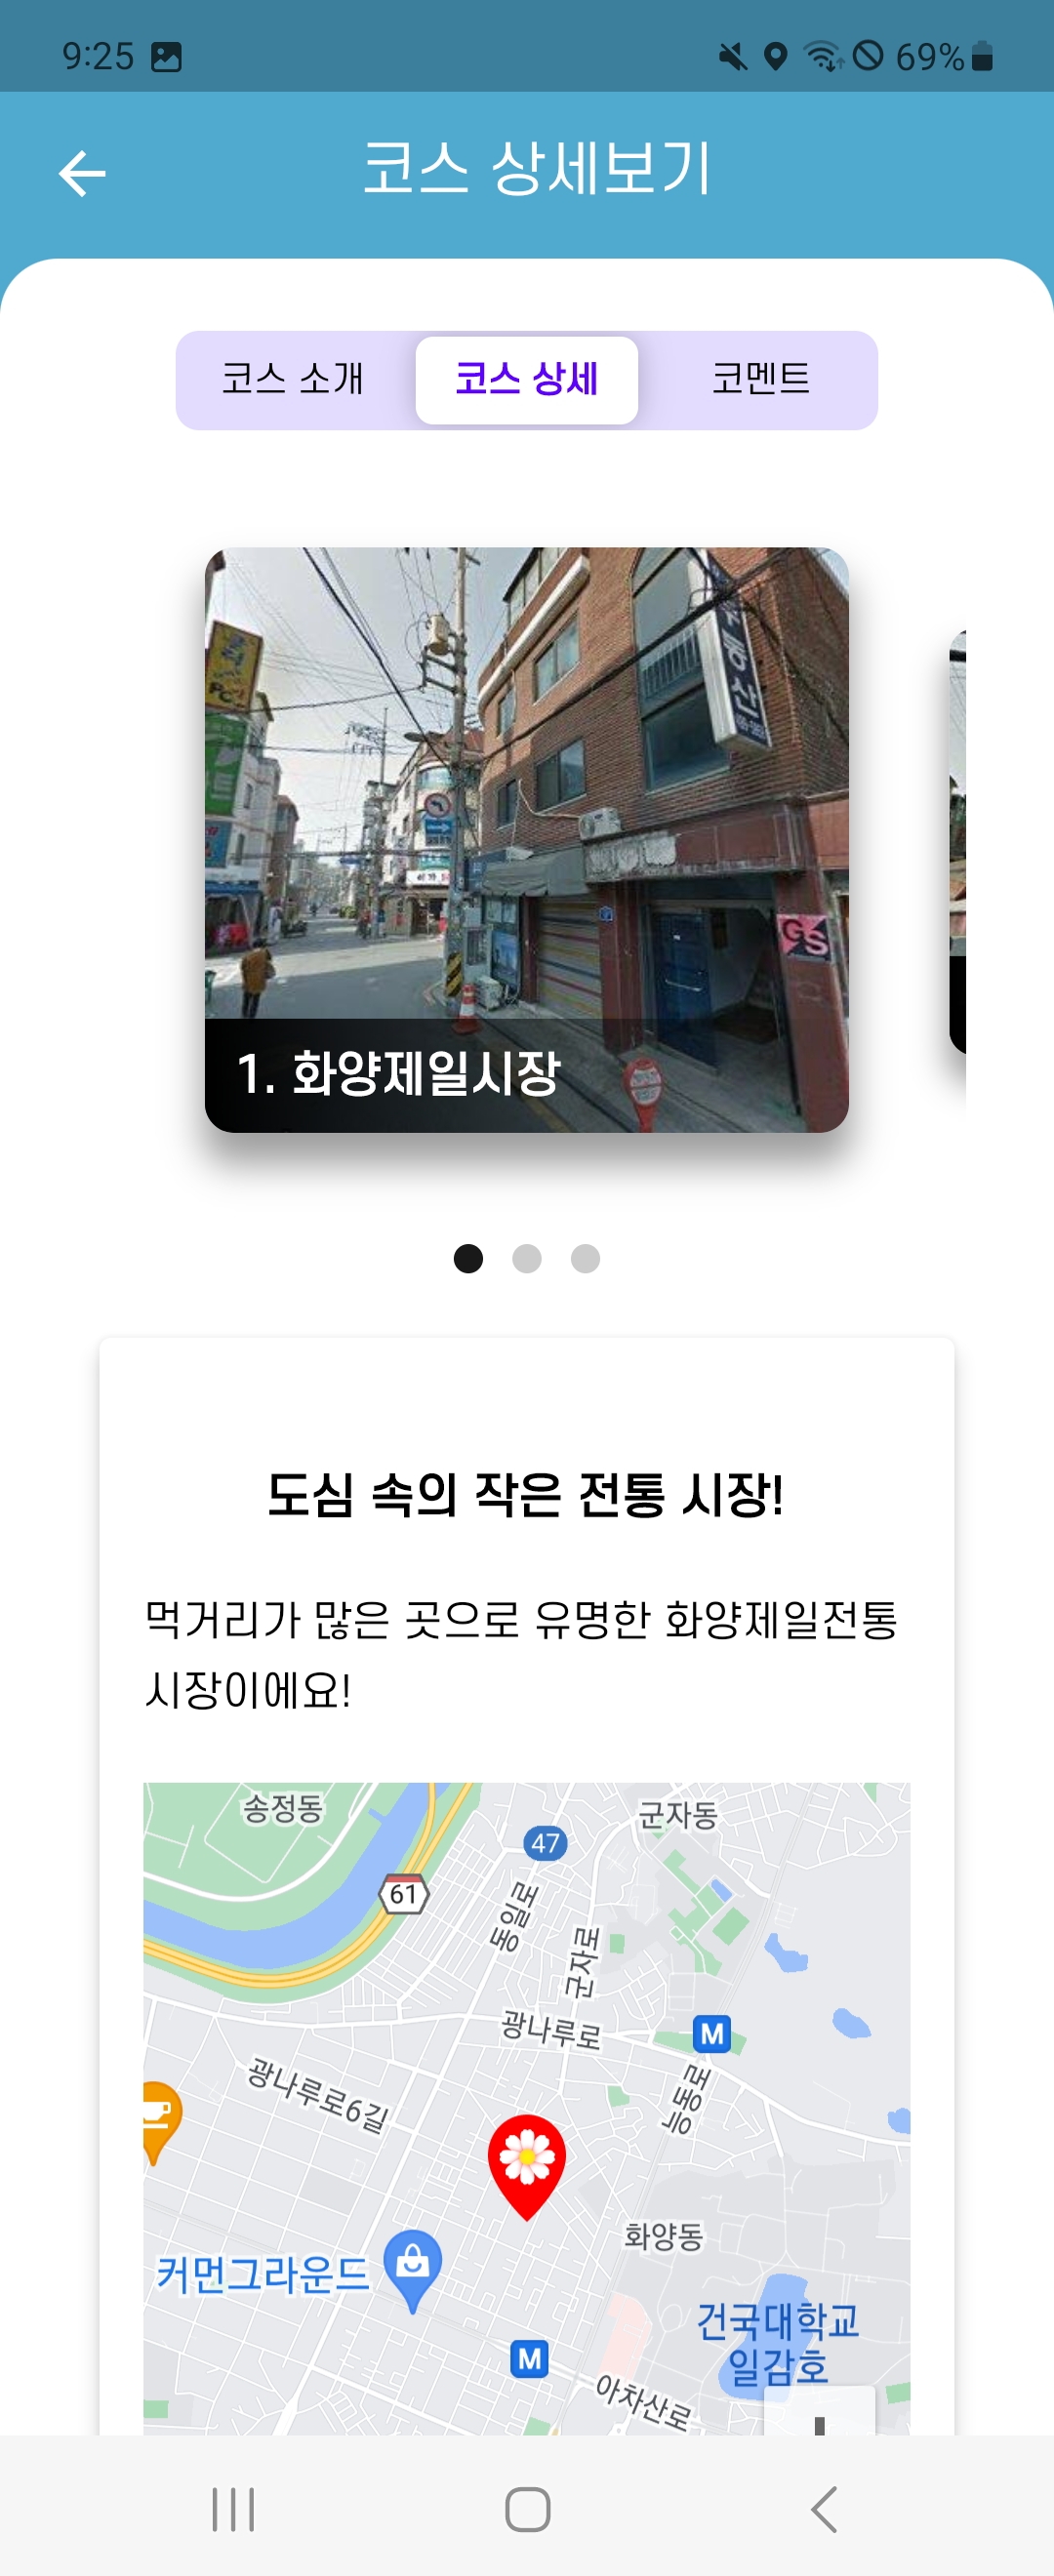 9:25
69%
코스 상세보기
코스 소개
코스 상세
코멘트
부동산
PC
GS
1. 화양제일시장
도심 속의 작은 전통 시장!
먹거리가 많은 곳으로 유명한 화양제일전통
시장이에요!
송정동
군자동
47
61
동일로
군자로
광나루로
M
광나루로6길
능동로
화양동
커먼그라운드
건국대학교
일감호
M
아차산로